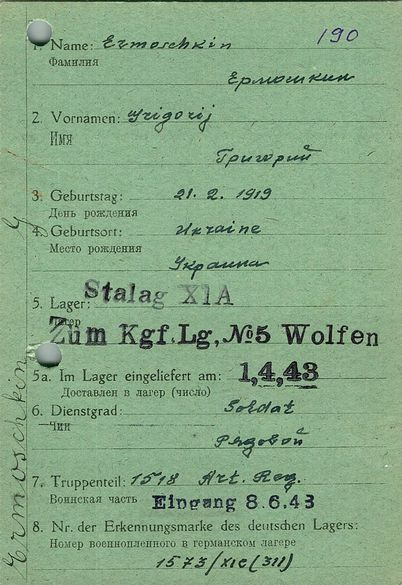 190
1. Name: Ermoschkin
Фамилия
Ермошкин
2. Vornamen: Grigorij
Имя
Григорий
3. Geburtstag: 21. 2. 1919
День рождения
4. Geburtsort: Ukraine
Место рождения
Украина
5. Lager: Stalag XIA
Лагерь
Zum Kgf.Lg, №5 Wolfen
5a. Im Lager eingeliefert am: 1,4,43
Доставлен в лагер (число)
6. Dienstgrad: Soldat
Чин
Рядовой
7. Truppenteil: 1518 Art. Reg.
Воинская часть Eingang 8.6.43
8. Nr. der Erkennungsmarke des deutschen Lagers:
Номер военнопленного в германском лагере
1573/XIC (311)
Ermoschkin